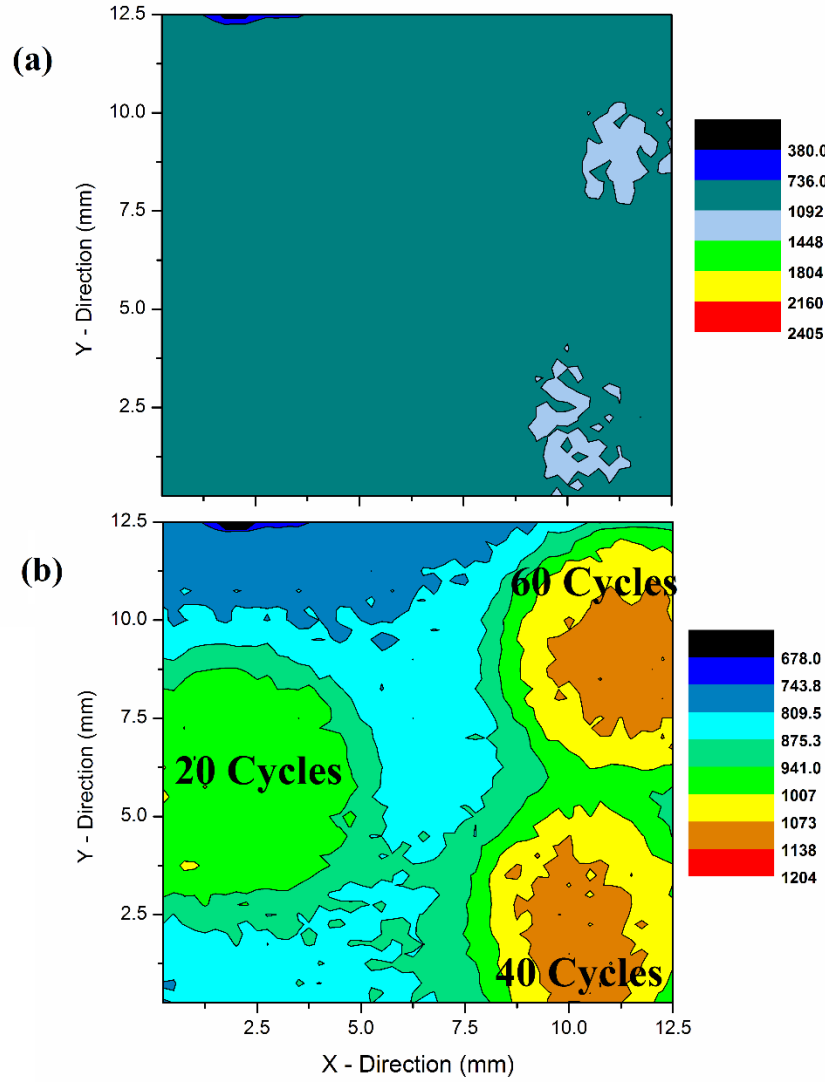 (a)
Y - Direction (mm)
12.5
10.0
7.5
5.0
2.5
380.0
736.0
1092
1448
1804
2160
2405
(b)
Y - Direction (mm)
12.5
10.0
7.5
5.0
2.5
60 Cycles
20 Cycles
40 Cycles
678.0
743.8
809.5
875.3
941.0
1007
1073
1138
1204
2.5 5.0 7.5 10.0 12.5
X - Direction (mm)